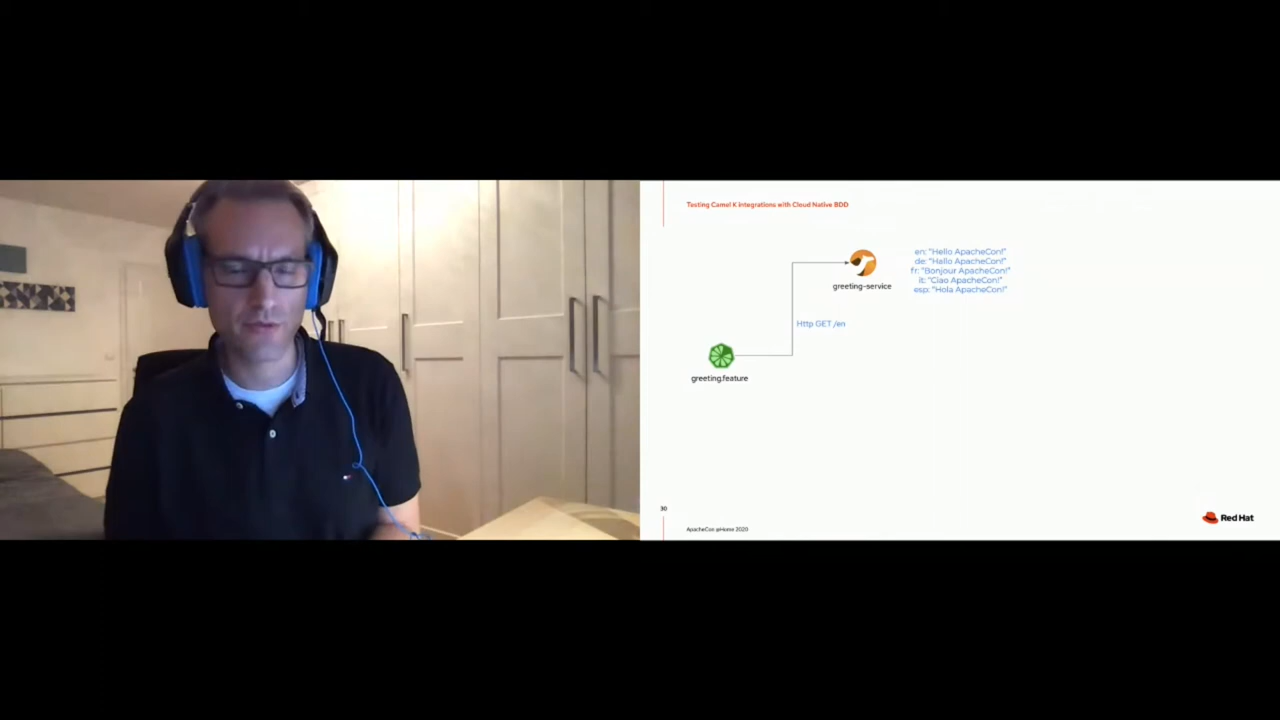 Testing Camel K integrations with Cloud Native BDD
en: "Hello ApacheCon!"
de: "Hallo ApacheCon!"
fr: "Bonjour ApacheCon!"
it: "Ciao ApacheCon!"
esp: "Hola ApacheCon!"
greeting-service
Http GET /en
greeting.feature
30
ApacheCon @Home 2020
Red Hat